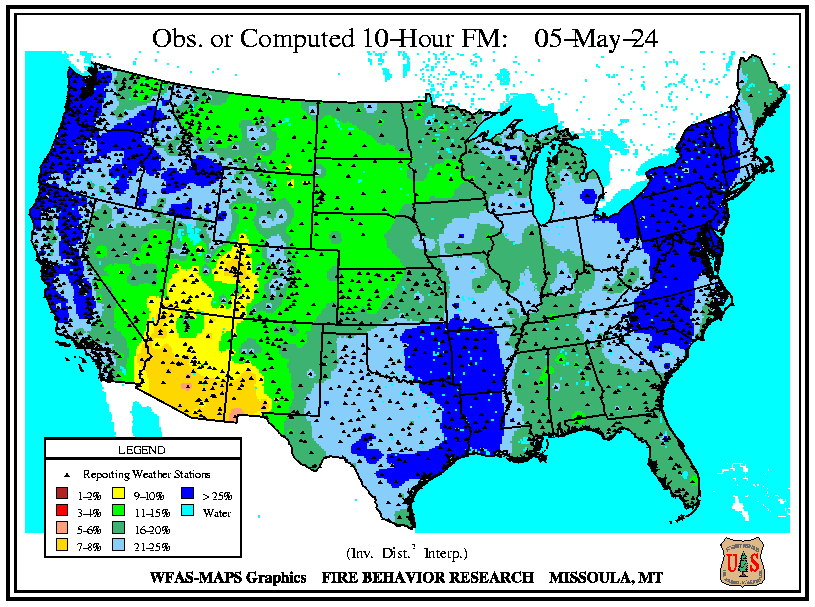 Obs. or Computed 10-Hour FM: 05-May-24
LEGEND
Reporting Weather Stations
1-2% 9-10% > 25%
3-4% 11-15% Water
5-6% 16-20%
7-8% 21-25%
(Inv. Dist.² Interp.)
WFAS-MAPS Graphics FIRE BEHAVIOR RESEARCH MISSOULA, MT
U S